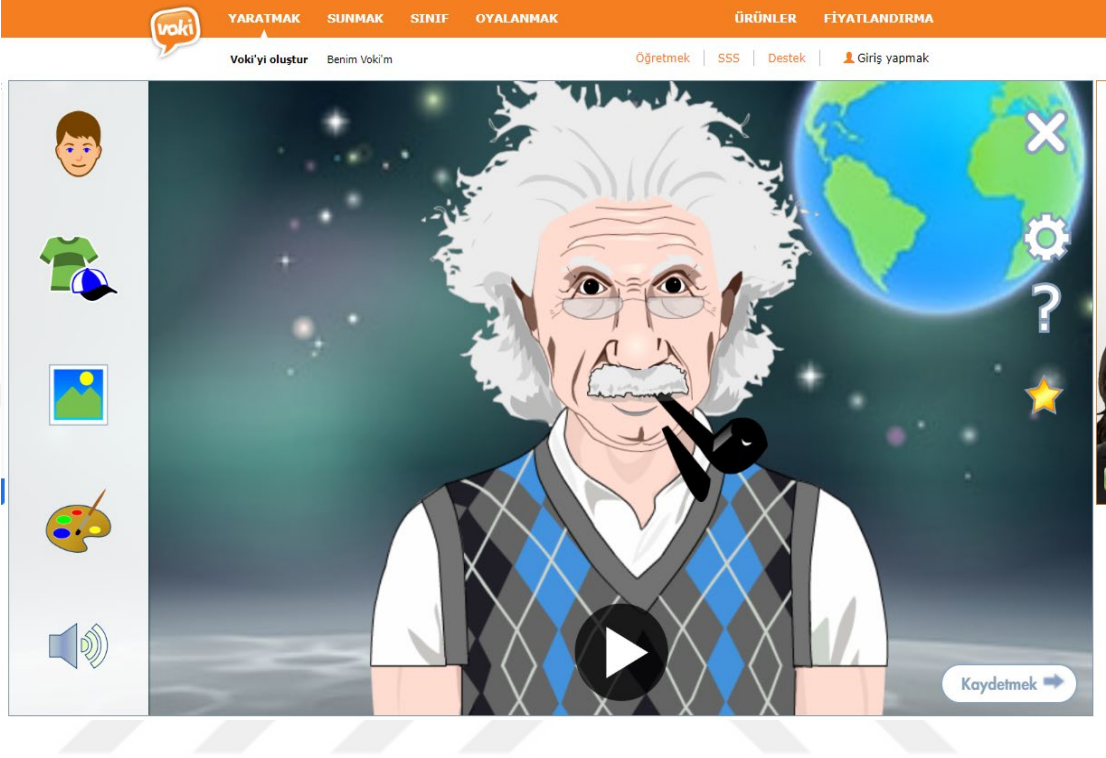 voki YARATMAK SUNMAK SINIF OYALANMAK ÜRÜNLER FİYATLANDIRMA
Voki'yi oluştur Benim Voki'm Öğretmek SSS Destek Giriş yapmak
?
Kaydetmek